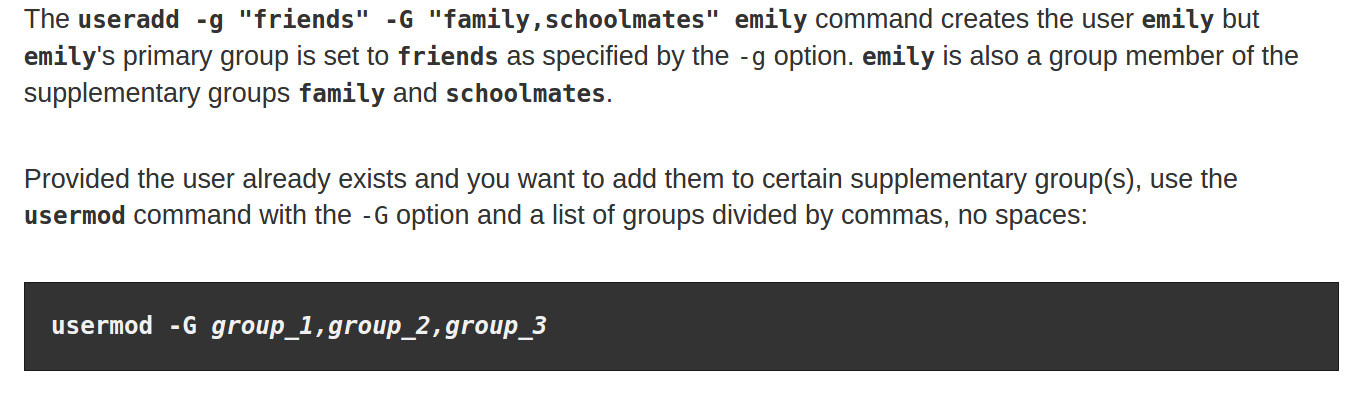 The useradd -g "friends" -G "family,schoolmates" emily command creates the user emily but
emily's primary group is set to friends as specified by the -g option. emily is also a group member of the
supplementary groups family and schoolmates.
Provided the user already exists and you want to add them to certain supplementary group(s), use the
usermod command with the -G option and a list of groups divided by commas, no spaces:
usermod -G group_1,group_2,group_3